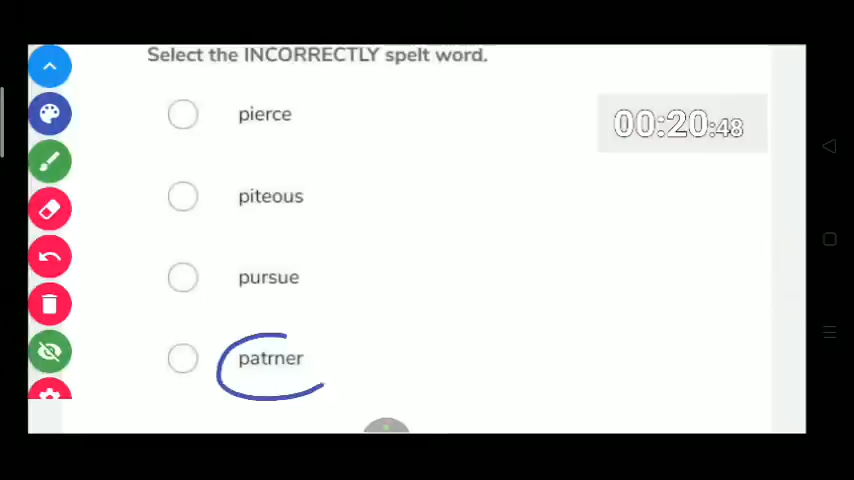 Select the INCORRECTLY spelt word.
pierce
00:20:48
piteous
pursue
patrner